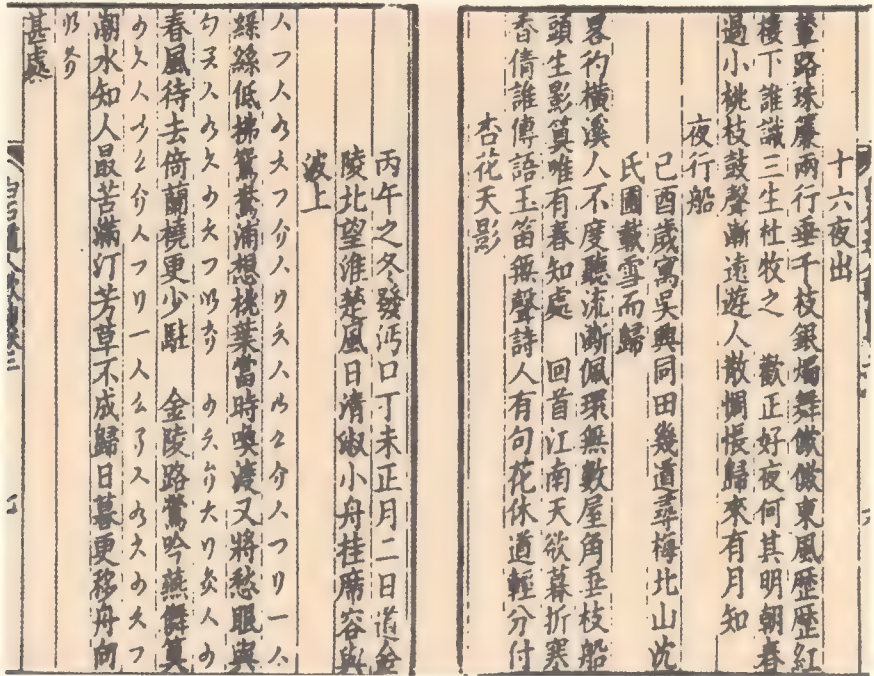 十六夜出
輦路珠簾兩行垂千枝銀燭舞僛僛東風歷歷紅
樓下誰識三生杜牧之　歡正好夜何其明朝春
過小桃枝鼓聲漸遠遊人散惆悵歸來有月知
夜行船
己酉歲寓吳興同田幾道尋梅北山沈
氏圃載雪而歸
畧彴橫溪人不度聽流澌佩環無數屋角垂枝船
頭生影算唯有春知處　回首江南天欲暮折寒
香倩誰傳語玉笛無聲詩人有句花休道輕分付
杏花天影
丙午之冬發沔口丁未正月二日道金
陵北望淮楚風日清淑小舟挂席容與
波上
綠絲低拂鴛鴦浦想桃葉當時喚渡又將愁眼與
春風待去倚蘭橈更少駐　金陵路鶯吟燕儛算
潮水知人最苦滿汀芳草不成歸日暮更移舟向
甚處